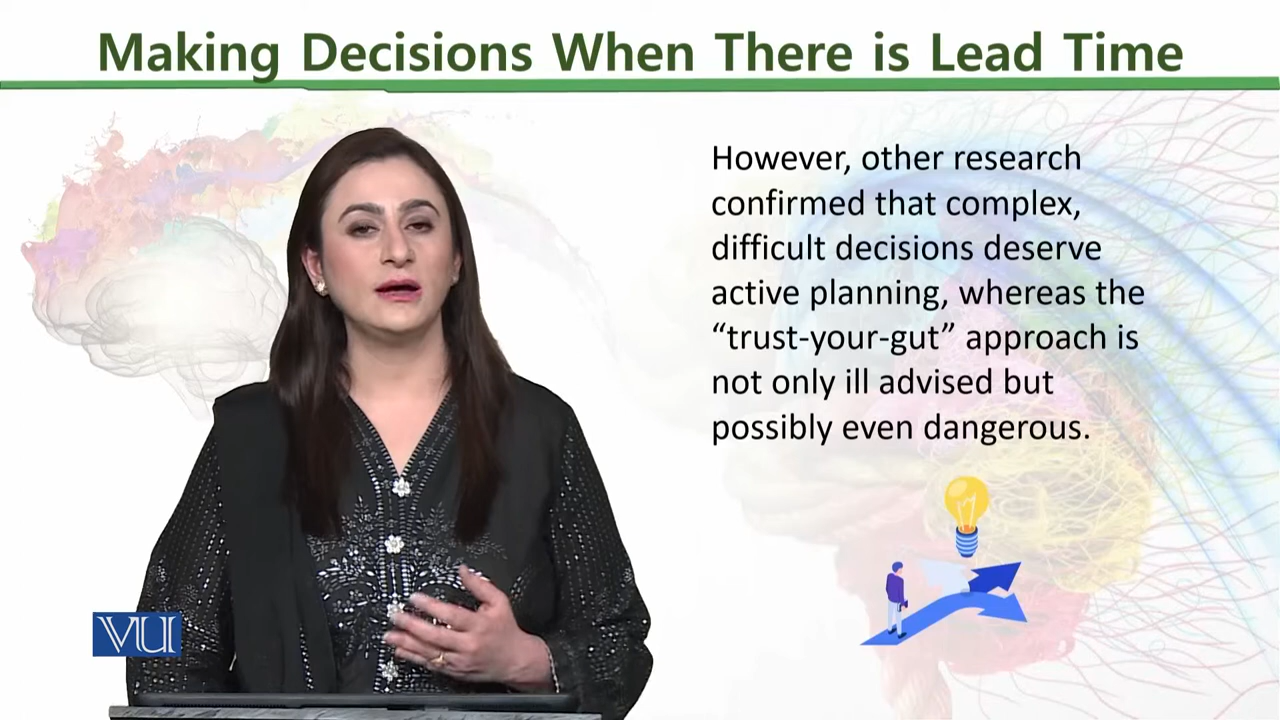 Making Decisions When There is Lead Time
However, other research
confirmed that complex,
difficult decisions deserve
active planning, whereas the
“trust-your-gut” approach is
not only ill advised but
possibly even dangerous.
VU